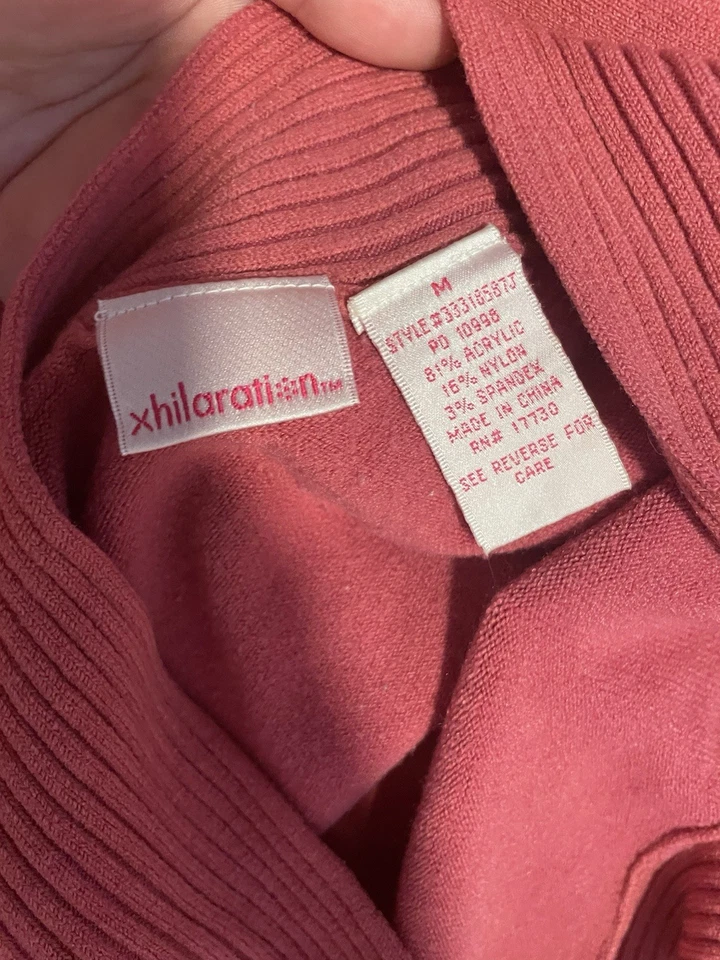 xhilaration™
M
STYLE#33318587J
PO 10998
81% ACRYLIC
16% NYLON
3% SPANDEX
MADE IN CHINA
RN# 17730
SEE REVERSE FOR
CARE